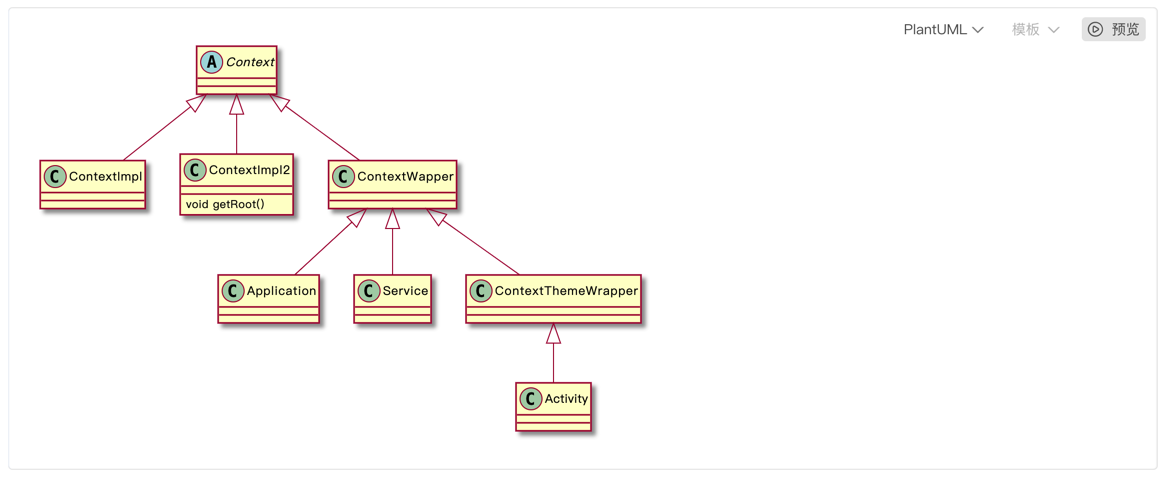 PlantUML 模板 预览
A Context
C ContextImpl
C ContextImpl2
void getRoot()
C ContextWapper
C Application
C Service
C ContextThemeWrapper
C Activity